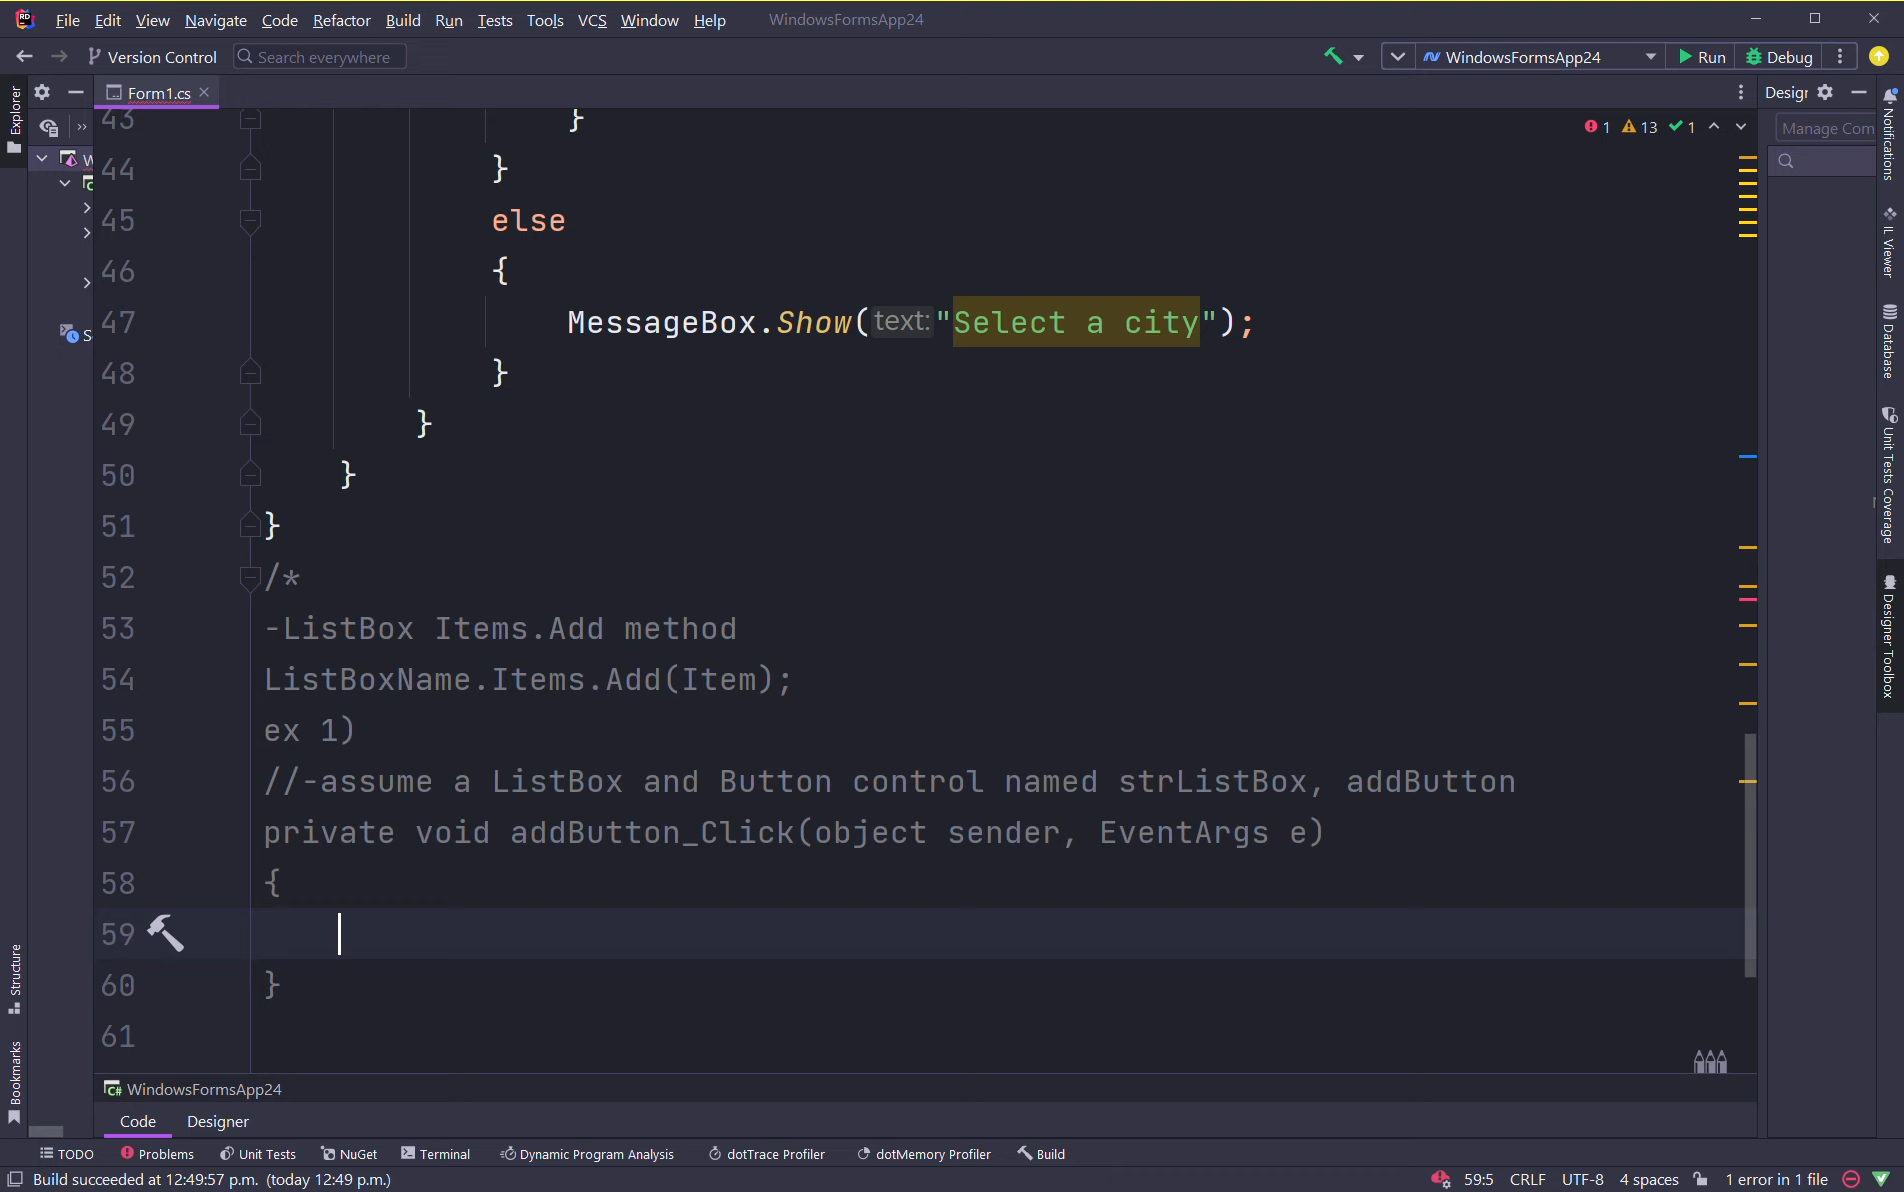 File Edit View Navigate Code Refactor Build Run Tests Tools VCS Window Help WindowsFormsApp24
Version Control Search everywhere WindowsFormsApp24 Run Debug
Explorer
Form1.cs
Design
Manage Com
Notifications
IL Viewer
Database
Unit Tests Coverage
Designer Toolbox
W
S
1 13 1
43 }
44 }
45 else
46 {
47 MessageBox.Show(text:"Select a city");
48 }
49 }
50 }
51 }
52 /*
53 -ListBox Items.Add method
54 ListBoxName.Items.Add(Item);
55 ex 1)
56 //-assume a ListBox and Button control named strListBox, addButton
57 private void addButton_Click(object sender, EventArgs e)
58 {
59
60 }
61
Structure
Bookmarks
C# WindowsFormsApp24
Code Designer
TODO Problems Unit Tests NuGet Terminal Dynamic Program Analysis dotTrace Profiler dotMemory Profiler Build
Build succeeded at 12:49:57 p.m. (today 12:49 p.m.) 59:5 CRLF UTF-8 4 spaces 1 error in 1 file